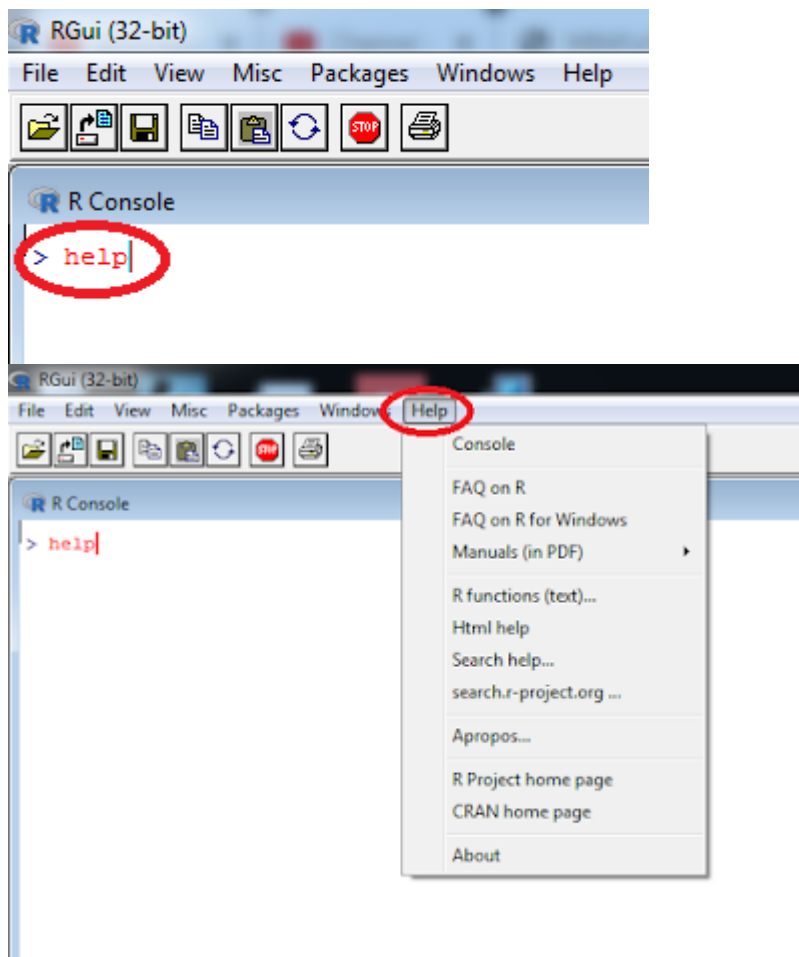 RGui (32-bit)
File Edit View Misc Packages Windows Help
STOP
R Console
> help
RGui (32-bit)
File Edit View Misc Packages Windows Help
STOP
R Console
> help
Console
FAQ on R
FAQ on R for Windows
Manuals (in PDF)
R functions (text)...
Html help
Search help...
search.r-project.org ...
Apropos...
R Project home page
CRAN home page
About